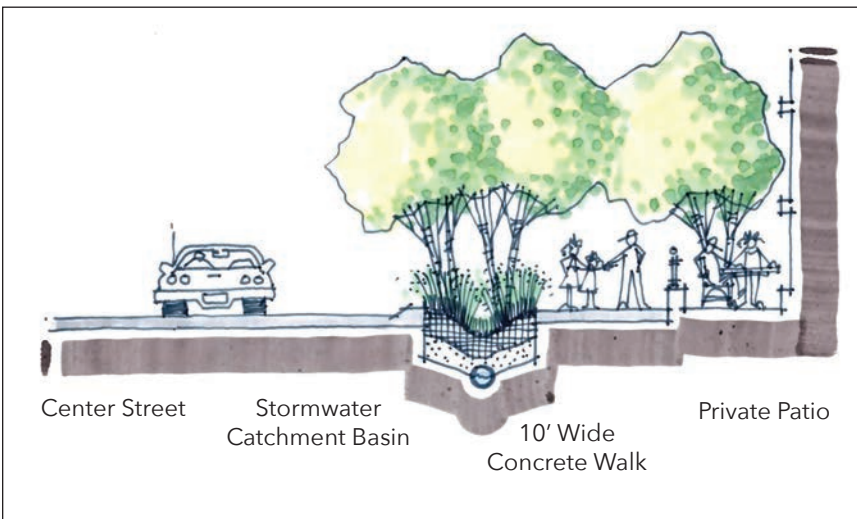 Center Street
Stormwater
Catchment Basin
10’ Wide
Concrete Walk
Private Patio